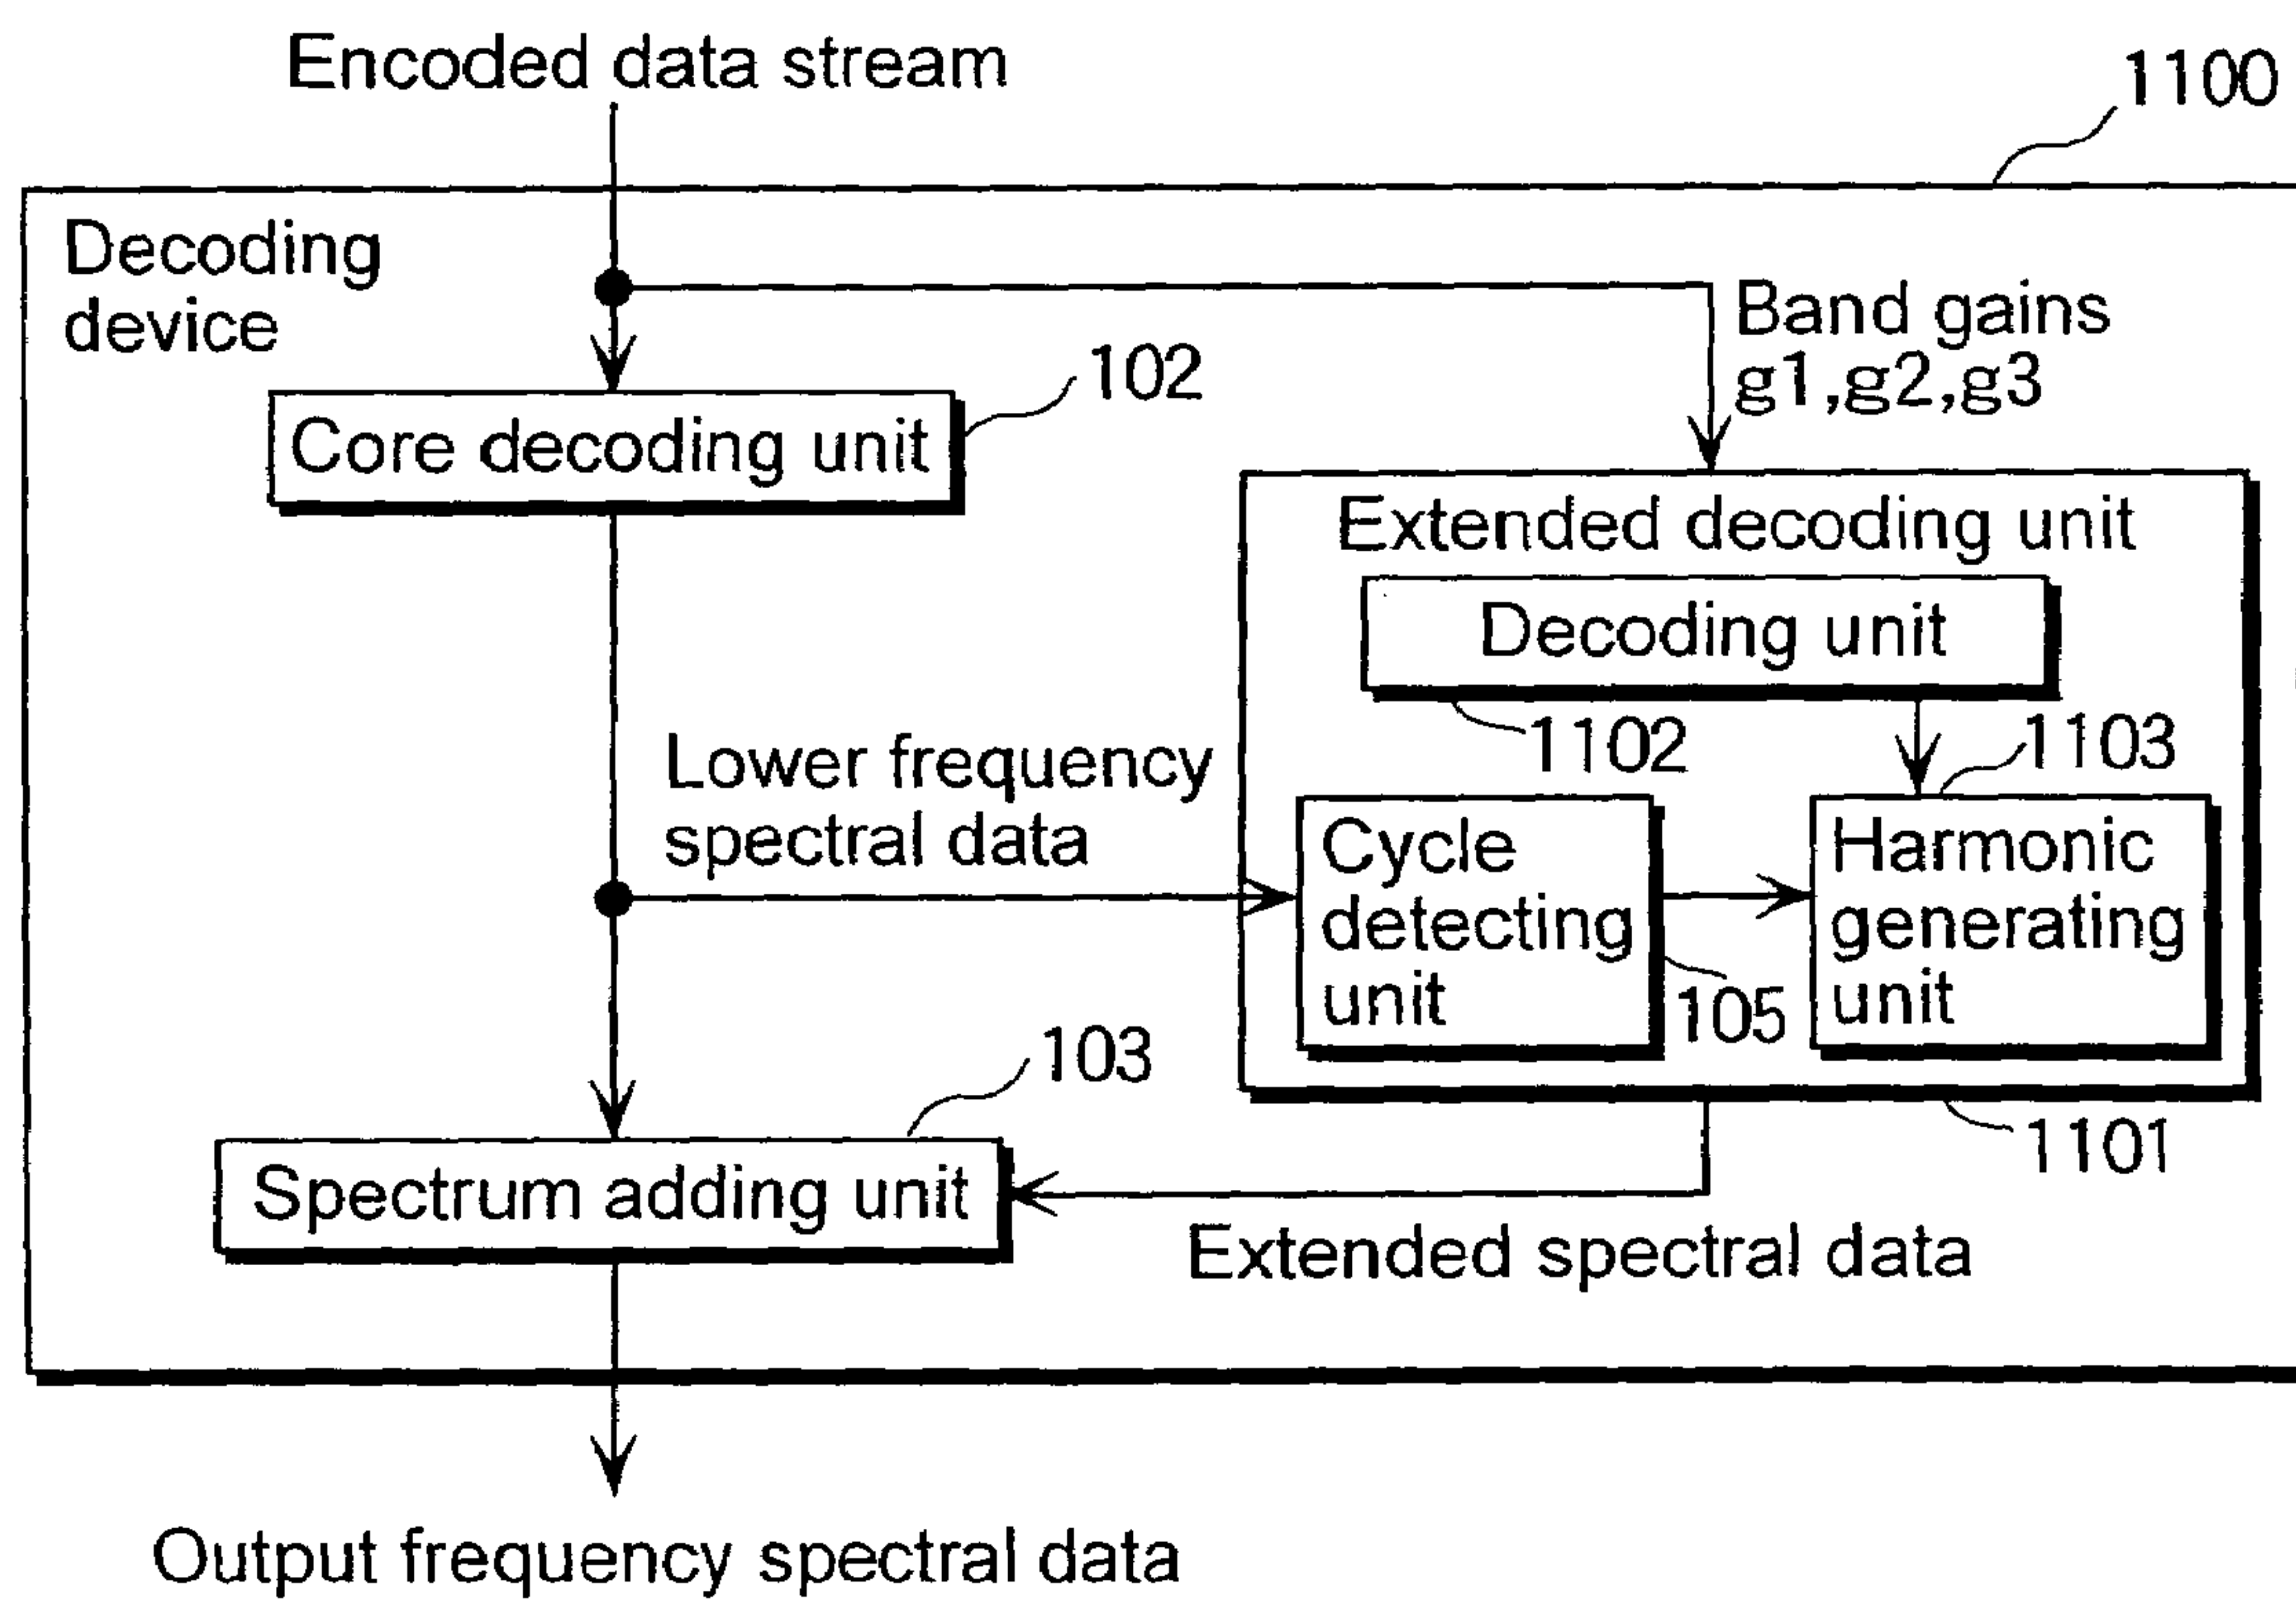 Encoded data stream
1100
Decoding
device
Band gains
g1,g2,g3
102
Core decoding unit
Extended decoding unit
Decoding unit
1102
1103
Lower frequency
spectral data
Cycle
detecting
unit
105
Harmonic
generating
unit
103
1101
Spectrum adding unit
Extended spectral data
Output frequency spectral data